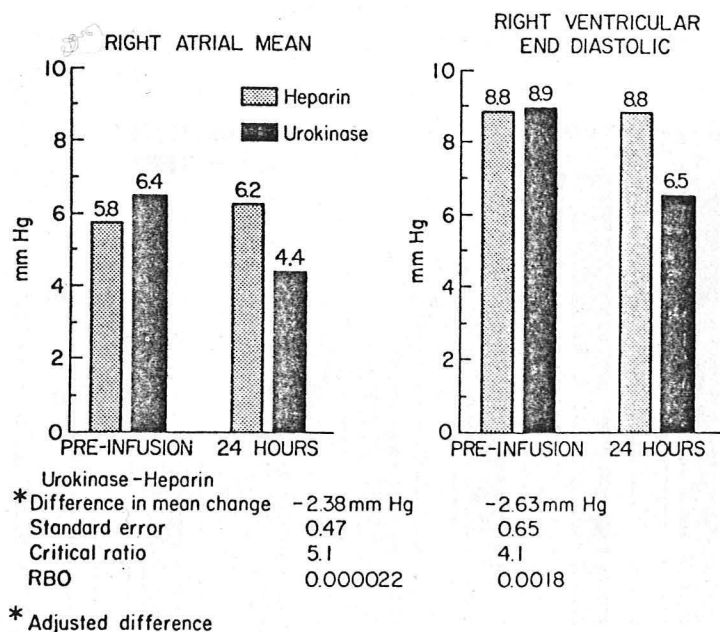 RIGHT ATRIAL MEAN
10
8
6
4
2
0
mm Hg
Heparin
Urokinase
5.8
6.4
6.2
4.4
PRE-INFUSION 24 HOURS
RIGHT VENTRICULAR
END DIASTOLIC
10
8
6
4
2
0
mm Hg
8.8
8.9
8.8
6.5
PRE-INFUSION 24 HOURS
Urokinase-Heparin
*Difference in mean change -2.38 mm Hg -2.63 mm Hg
Standard error 0.47 0.65
Critical ratio 5.1 4.1
RBO 0.000022 0.0018
*Adjusted difference